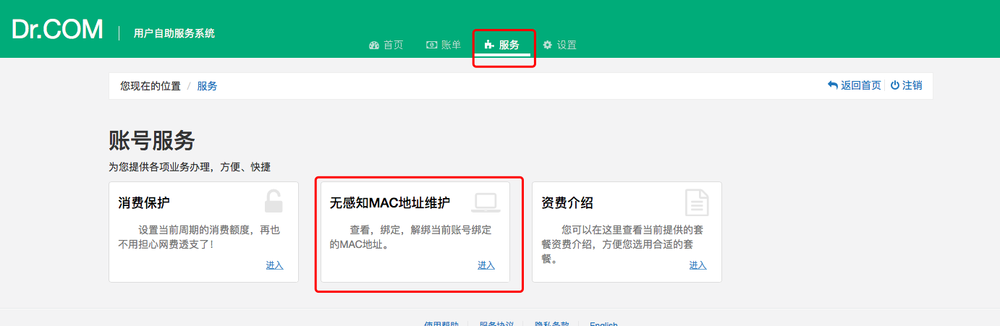 Dr.COM 用户自助服务系统
首页 账单 服务 设置
您现在的位置 / 服务 返回首页 注销
账号服务
为您提供各项业务办理，方便、快捷
消费保护
设置当前周期的消费额度，再也
不用担心网费透支了!
进入
无感知MAC地址维护
查看，绑定，解绑当前账号绑定
的MAC地址。
进入
资费介绍
您可以在这里查看当前提供的套
餐资费介绍，方便您选用合适的套
餐。
进入
使用帮助 服务协议 隐私条款 English